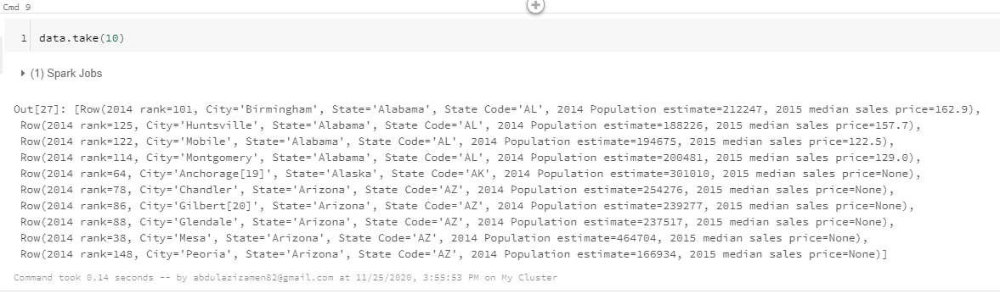 Cmd 9
1 data.take(10)
(1) Spark Jobs
Out[27]: [Row(2014 rank=101, City='Birmingham', State='Alabama', State Code='AL', 2014 Population estimate=212247, 2015 median sales price=162.9),
Row(2014 rank=125, City='Huntsville', State='Alabama', State Code='AL', 2014 Population estimate=188226, 2015 median sales price=157.7),
Row(2014 rank=122, City='Mobile', State='Alabama', State Code='AL', 2014 Population estimate=194675, 2015 median sales price=122.5),
Row(2014 rank=114, City='Montgomery', State='Alabama', State Code='AL', 2014 Population estimate=200481, 2015 median sales price=129.0),
Row(2014 rank=64, City='Anchorage[19]', State='Alaska', State Code='AK', 2014 Population estimate=301010, 2015 median sales price=None),
Row(2014 rank=78, City='Chandler', State='Arizona', State Code='AZ', 2014 Population estimate=254276, 2015 median sales price=None),
Row(2014 rank=86, City='Gilbert[20]', State='Arizona', State Code='AZ', 2014 Population estimate=239277, 2015 median sales price=None),
Row(2014 rank=88, City='Glendale', State='Arizona', State Code='AZ', 2014 Population estimate=237517, 2015 median sales price=None),
Row(2014 rank=38, City='Mesa', State='Arizona', State Code='AZ', 2014 Population estimate=464704, 2015 median sales price=None),
Row(2014 rank=148, City='Peoria', State='Arizona', State Code='AZ', 2014 Population estimate=166934, 2015 median sales price=None)]
Command took 0.14 seconds -- by abdulazizamen82@gmail.com at 11/25/2020, 3:55:53 PM on My Cluster